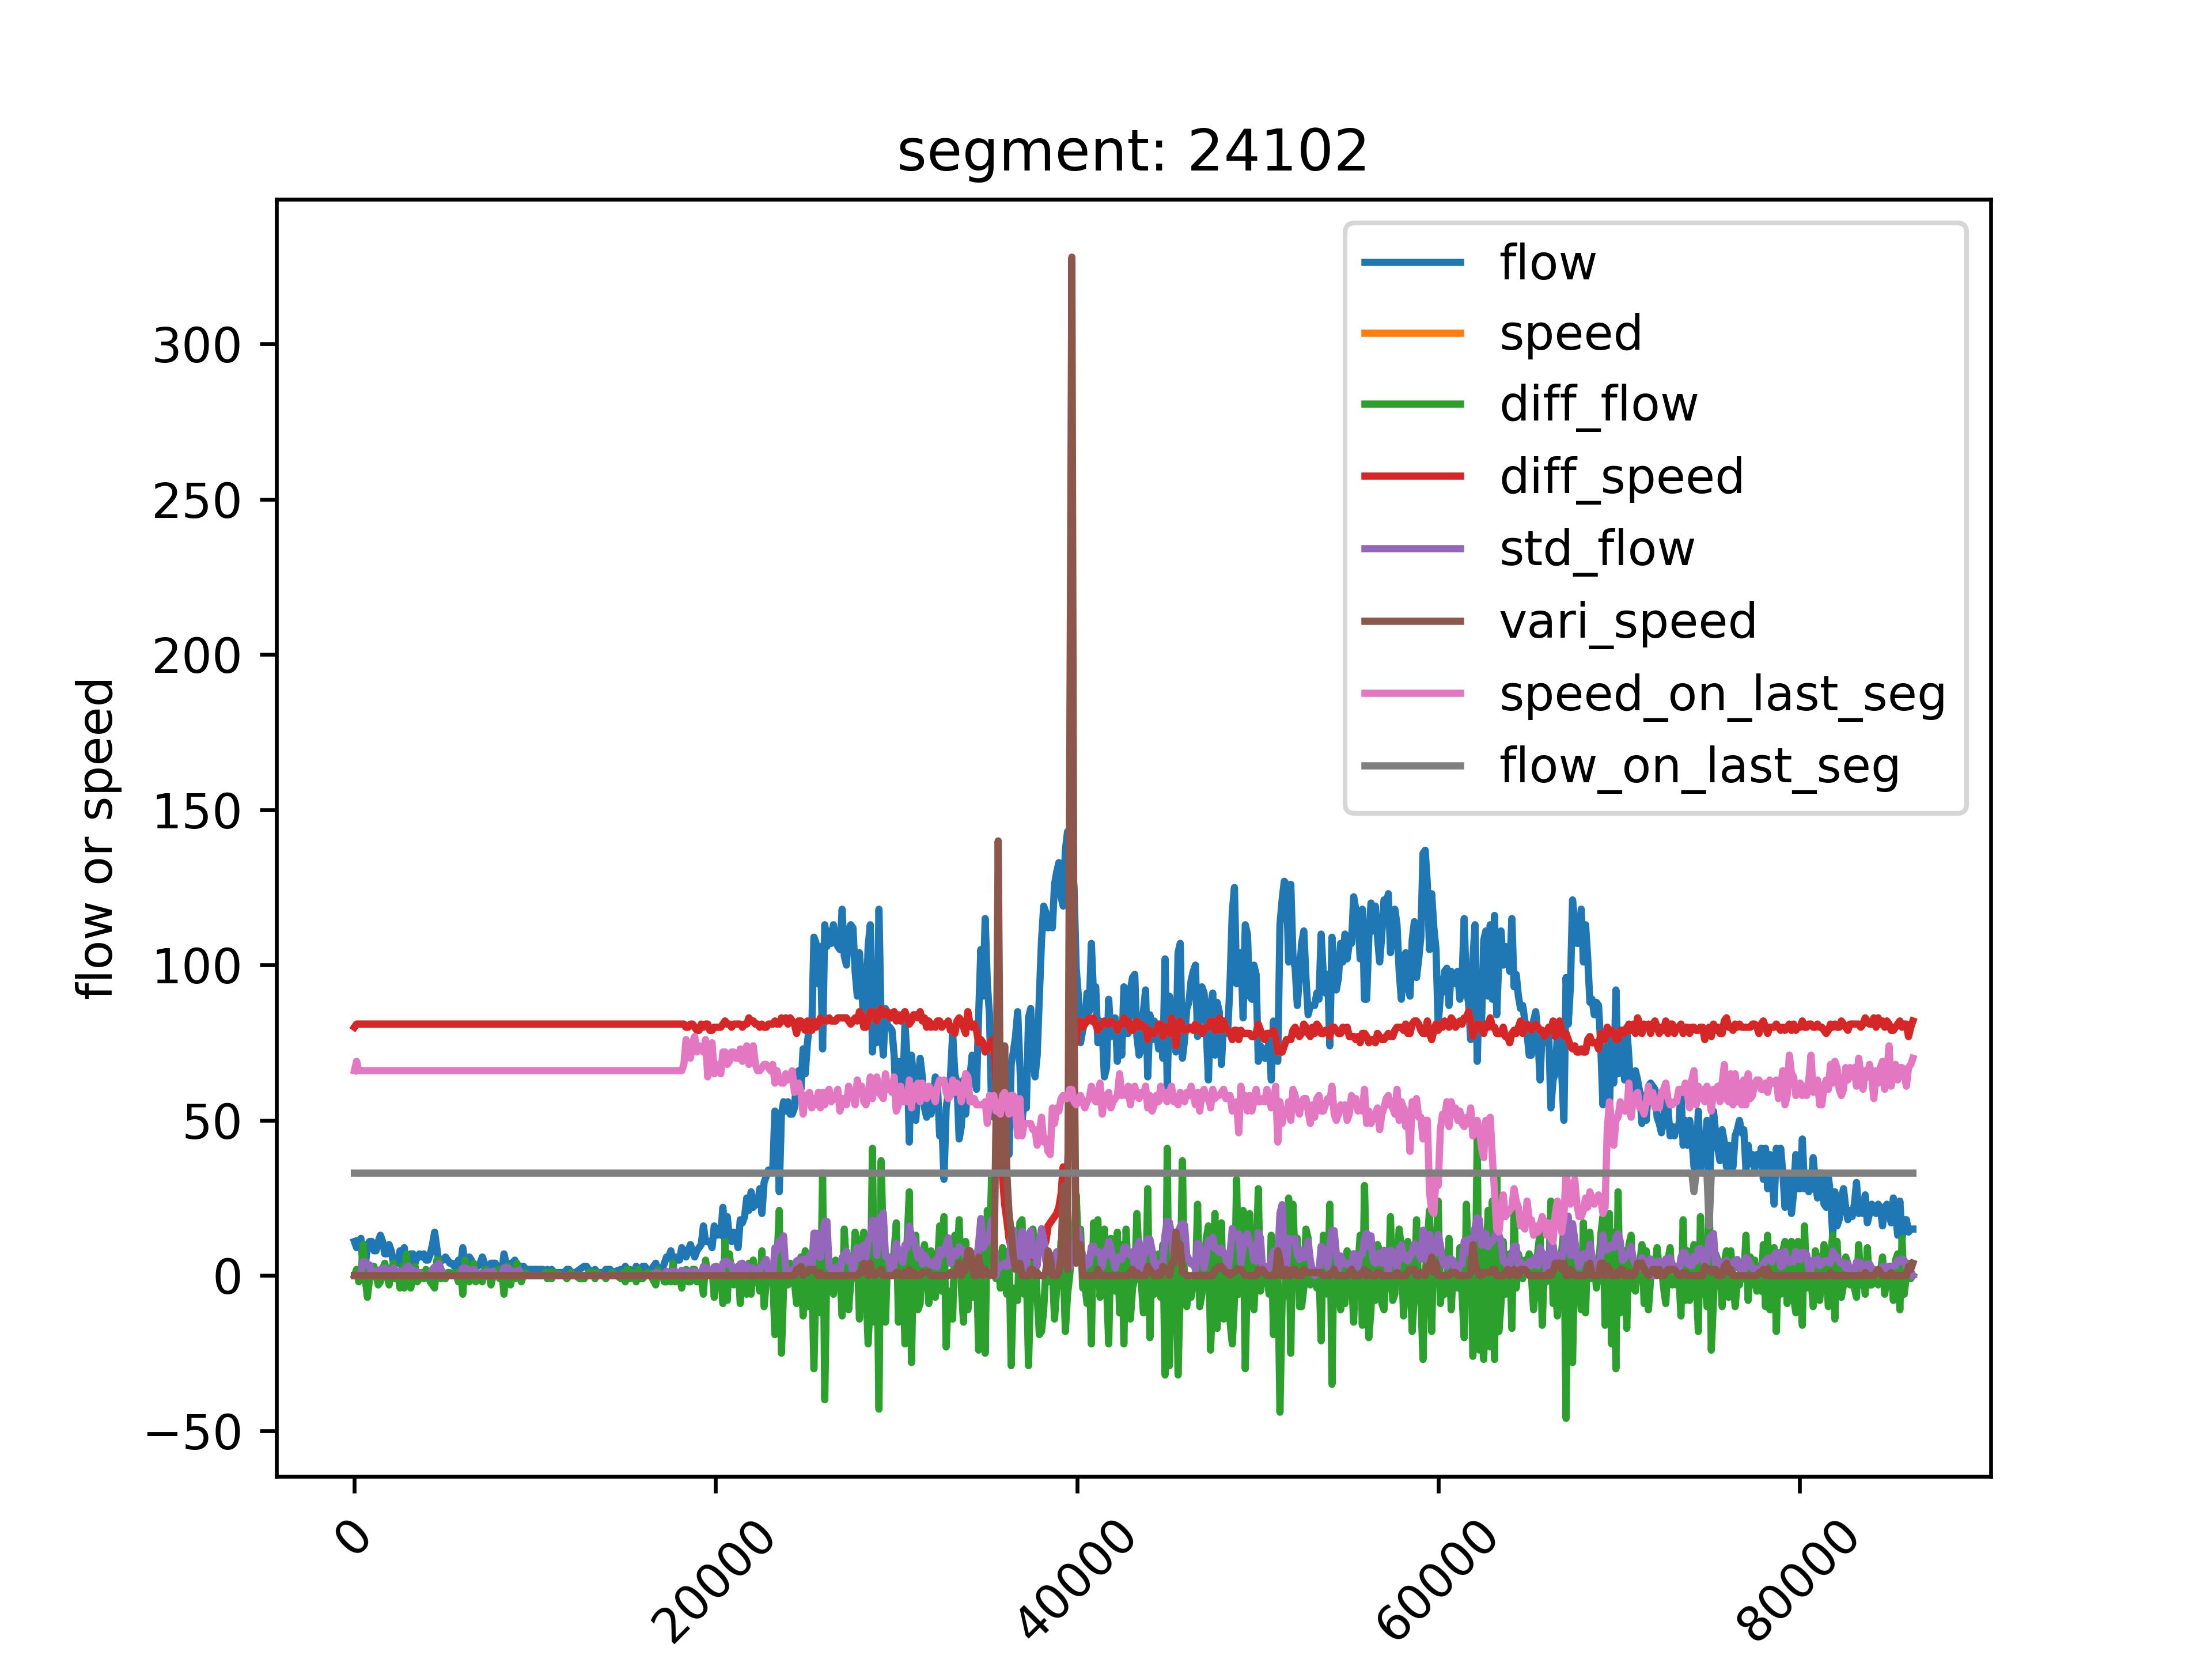 segment: 24102
flow
speed
diff_flow
diff_speed
std_flow
vari_speed
speed_on_last_seg
flow_on_last_seg
flow or speed
300
250
200
150
100
50
0
−50
0
20000
40000
60000
80000